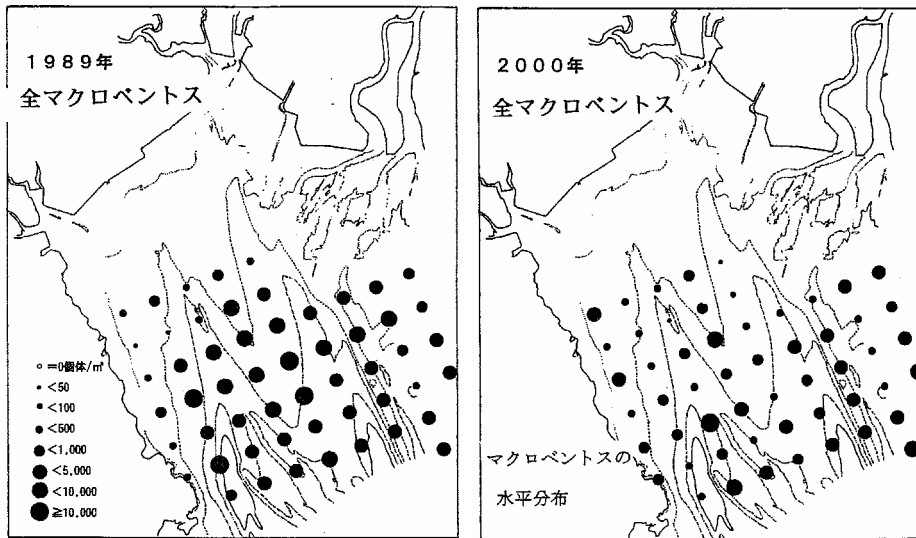 1989年
全マクロベントス
○ =0個体/㎡
● <50
● <100
● <500
● <1,000
● <5,000
● <10,000
● ≧10,000
2000年
全マクロベントス
マクロベントスの
水平分布